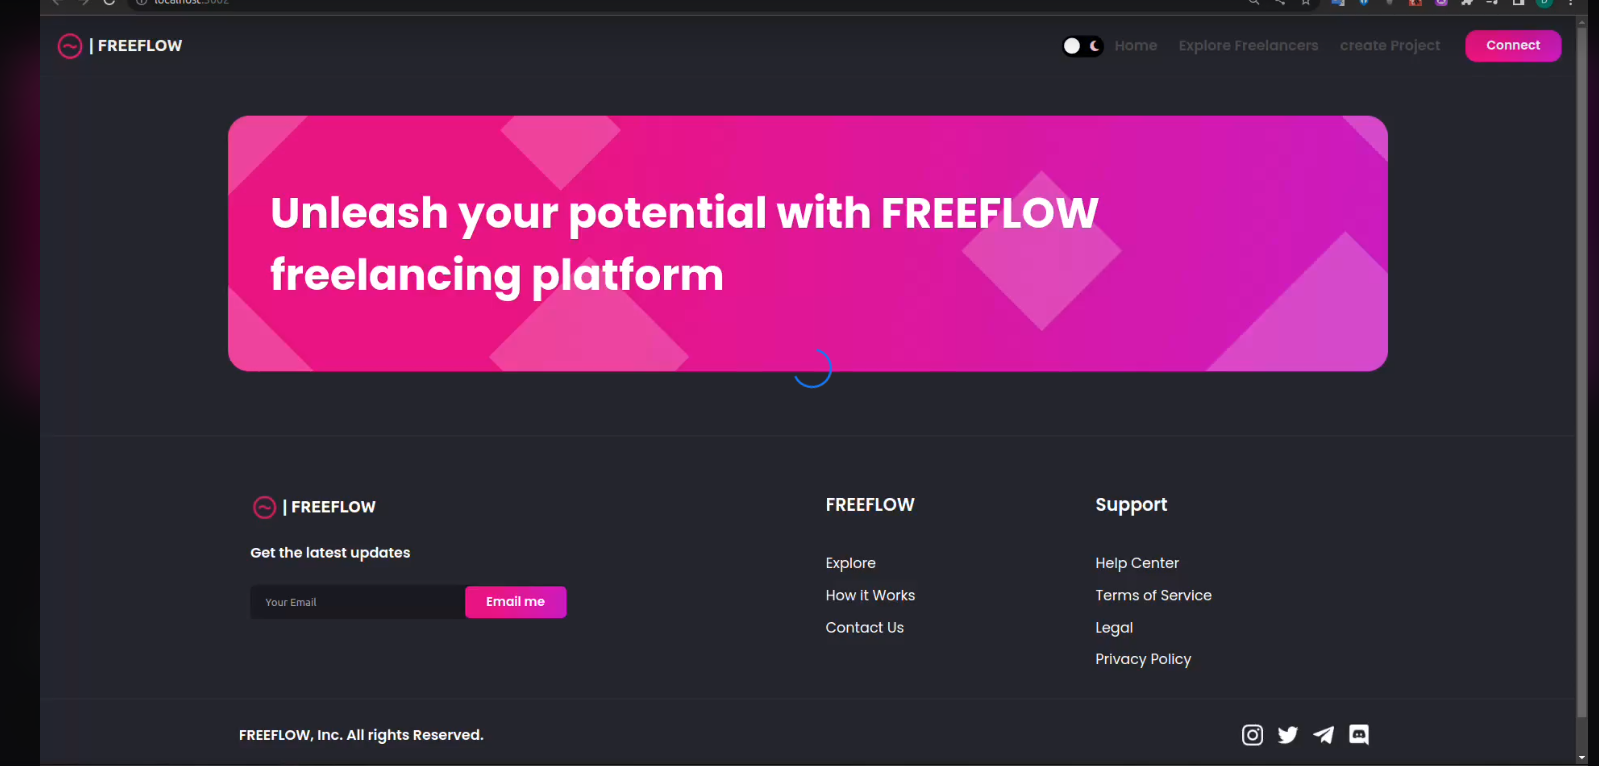 localhost:3002
| FREEFLOW
Home Explore Freelancers create Project Connect
Unleash your potential with FREEFLOW
freelancing platform
| FREEFLOW
Get the latest updates
Your Email Email me
FREEFLOW
Explore
How it Works
Contact Us
Support
Help Center
Terms of Service
Legal
Privacy Policy
FREEFLOW, Inc. All rights Reserved.